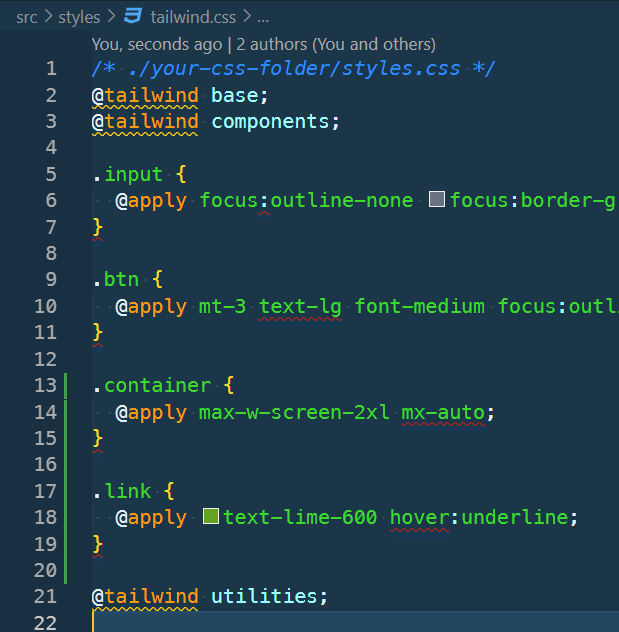 src > styles > tailwind.css > ...
You, seconds ago | 2 authors (You and others)
1 /* ./your-css-folder/styles.css */
2 @tailwind base;
3 @tailwind components;
4
5 .input {
6 @apply focus:outline-none focus:border-g
7 }
8
9 .btn {
10 @apply mt-3 text-lg font-medium focus:outl
11 }
12
13 .container {
14 @apply max-w-screen-2xl mx-auto;
15 }
16
17 .link {
18 @apply text-lime-600 hover:underline;
19 }
20
21 @tailwind utilities;
22